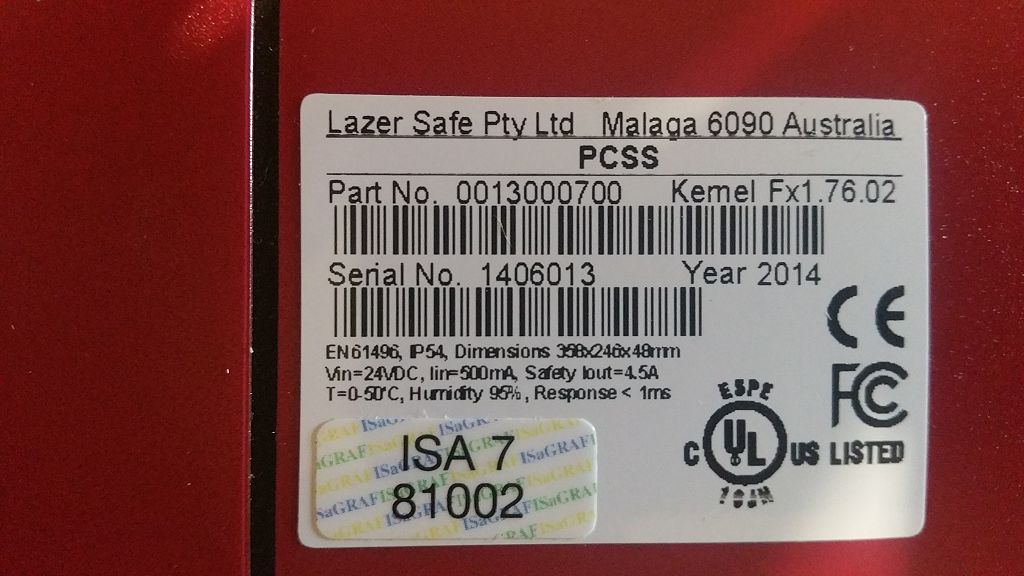 Lazer Safe Pty Ltd Malaga 6090 Australia
PCSS
Part No. 0013000700 Kernel Fx1.76.02
Serial No. 1406013 Year 2014
CE
EN61496, IP54, Dimensions 358x246x48mm
Vin=24VDC, Iin=500mA, Safety Iout=4.5A
T=0-50°C, Humidity 95%, Response < 1ms
FC
ESPE
C UL US LISTED
ISaGRAF
ISA 7
81002